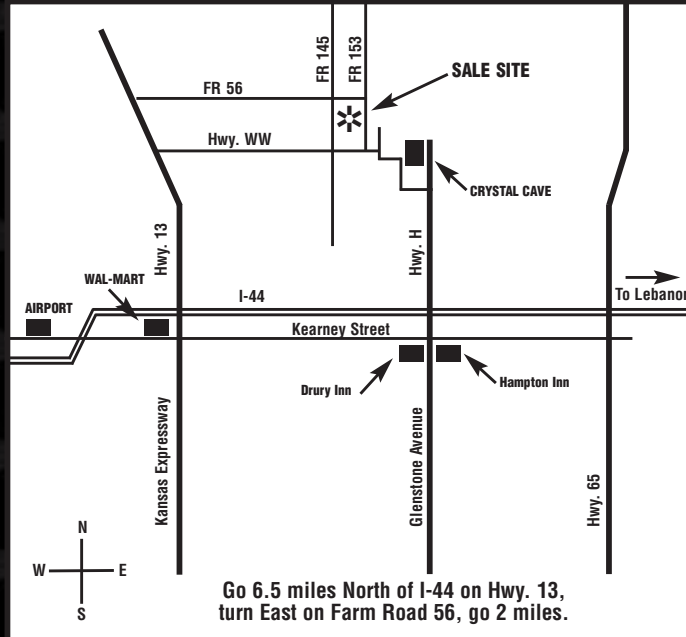 FR 145
FR 153
SALE SITE
FR 56
Hwy. WW
CRYSTAL CAVE
Hwy. 13
Hwy. H
WAL-MART
I-44
To Lebanon
AIRPORT
Kearney Street
Drury Inn
Hampton Inn
Kansas Expressway
Glenstone Avenue
Hwy. 65
N
W
E
S
Go 6.5 miles North of I-44 on Hwy. 13,
turn East on Farm Road 56, go 2 miles.